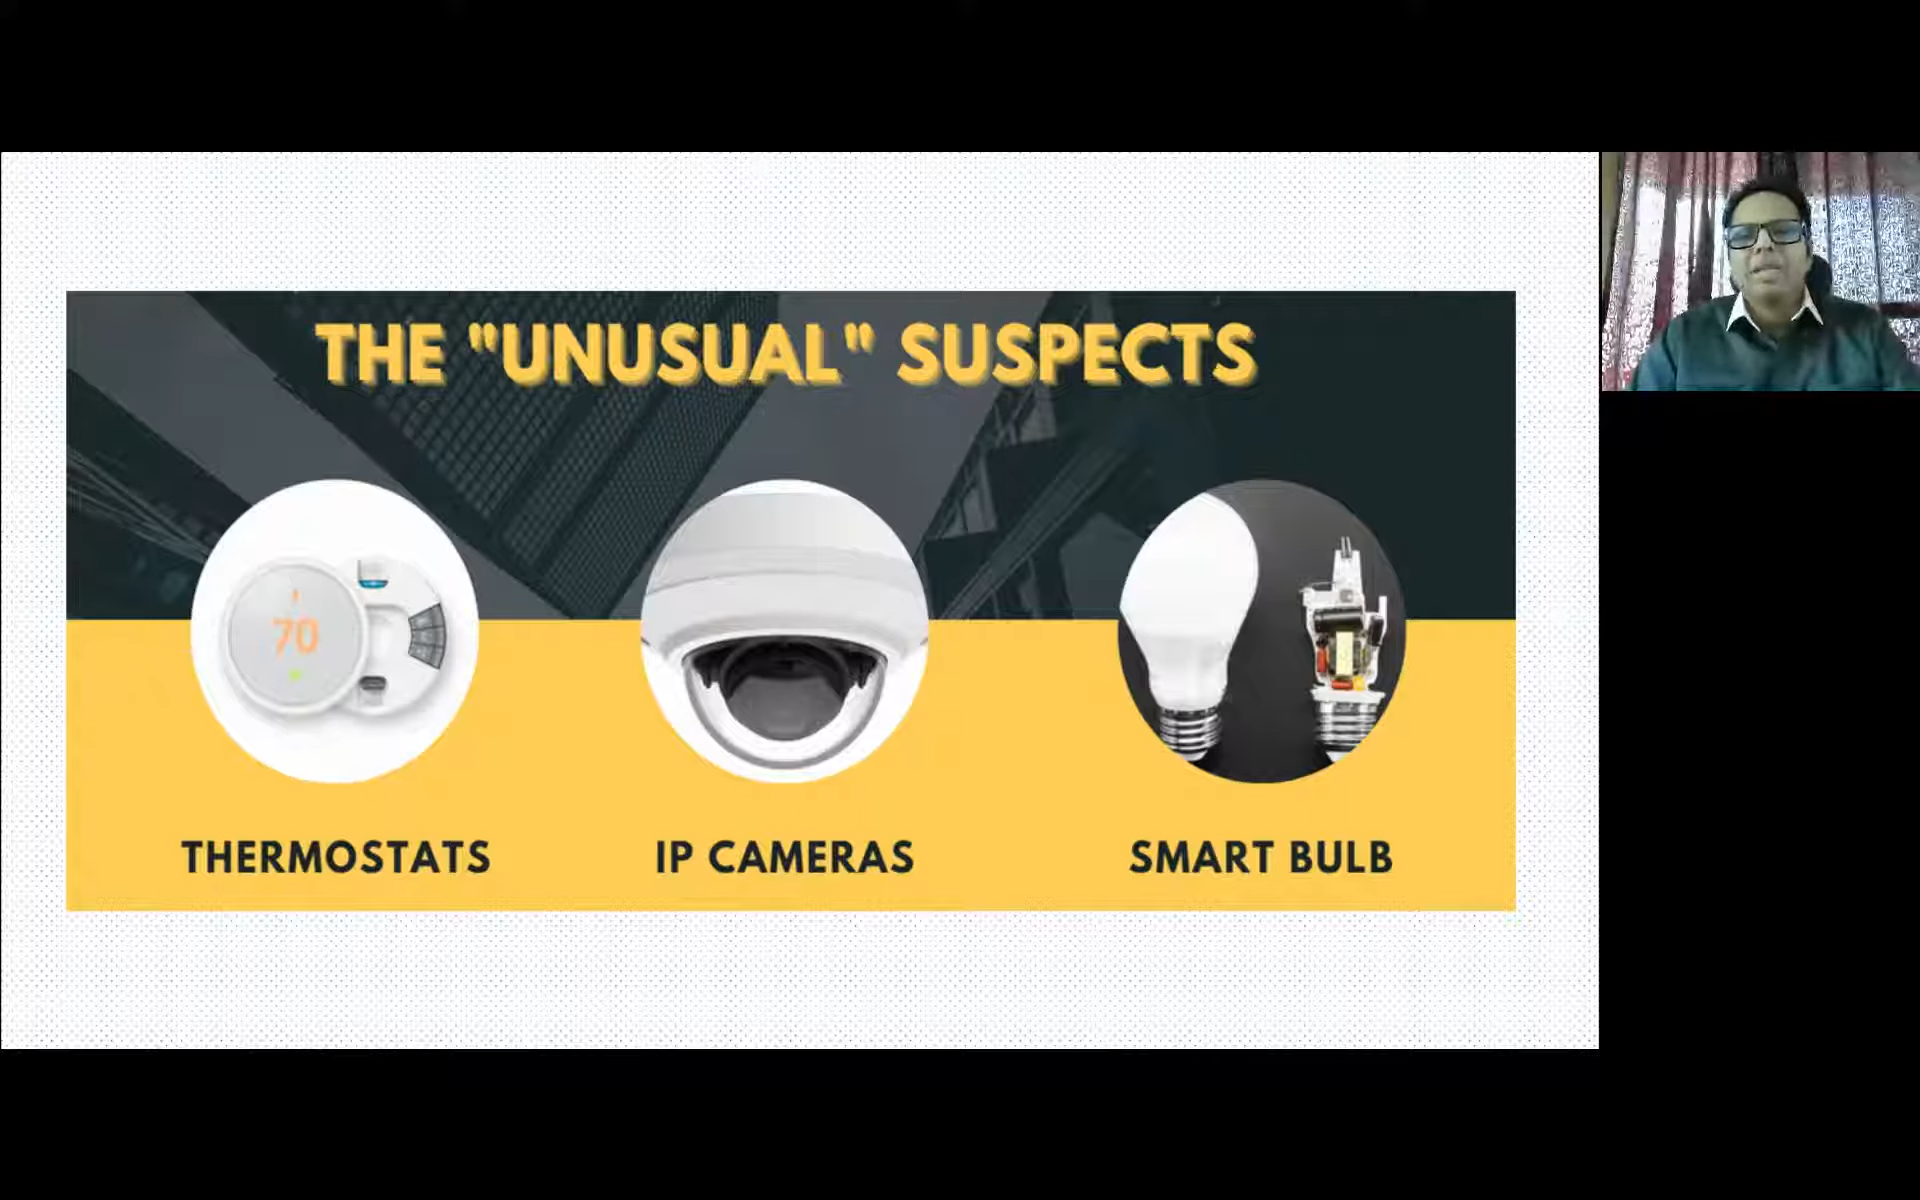 THE "UNUSUAL" SUSPECTS
70
THERMOSTATS
IP CAMERAS
SMART BULB